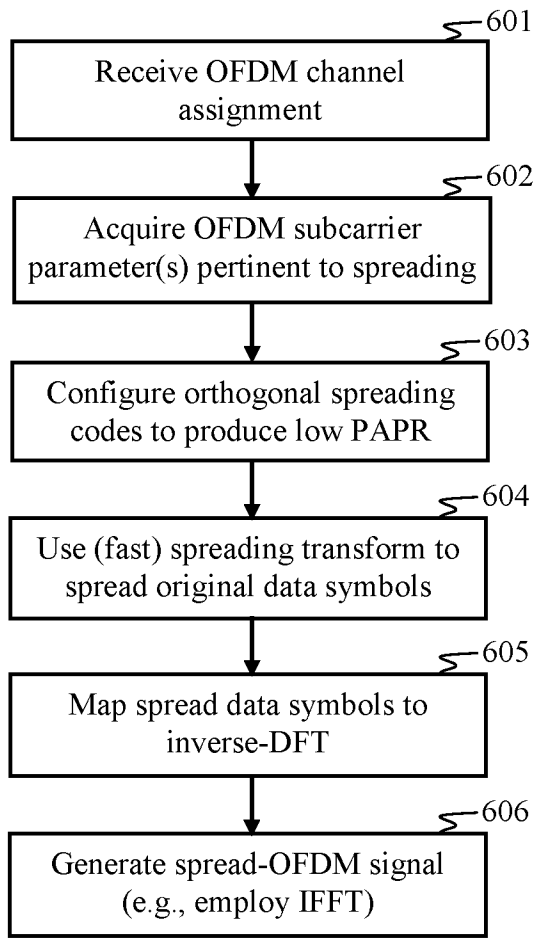 601
Receive OFDM channel
assignment
602
Acquire OFDM subcarrier
parameter(s) pertinent to spreading
603
Configure orthogonal spreading
codes to produce low PAPR
604
Use (fast) spreading transform to
spread original data symbols
605
Map spread data symbols to
inverse-DFT
606
Generate spread-OFDM signal
(e.g., employ IFFT)